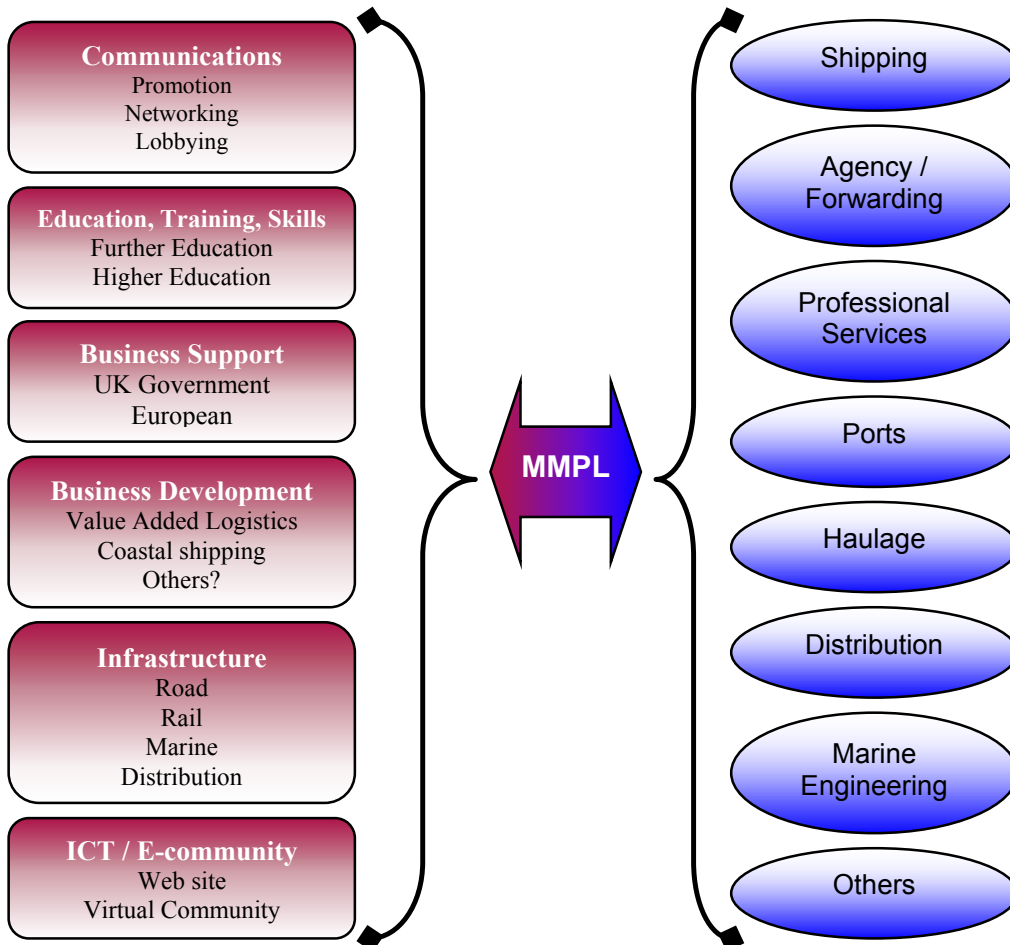 Communications
Promotion
Networking
Lobbying
Education, Training, Skills
Further Education
Higher Education
Business Support
UK Government
European
Business Development
Value Added Logistics
Coastal shipping
Others?
Infrastructure
Road
Rail
Marine
Distribution
ICT / E-community
Web site
Virtual Community
MMPL
Shipping
Agency /
Forwarding
Professional
Services
Ports
Haulage
Distribution
Marine
Engineering
Others